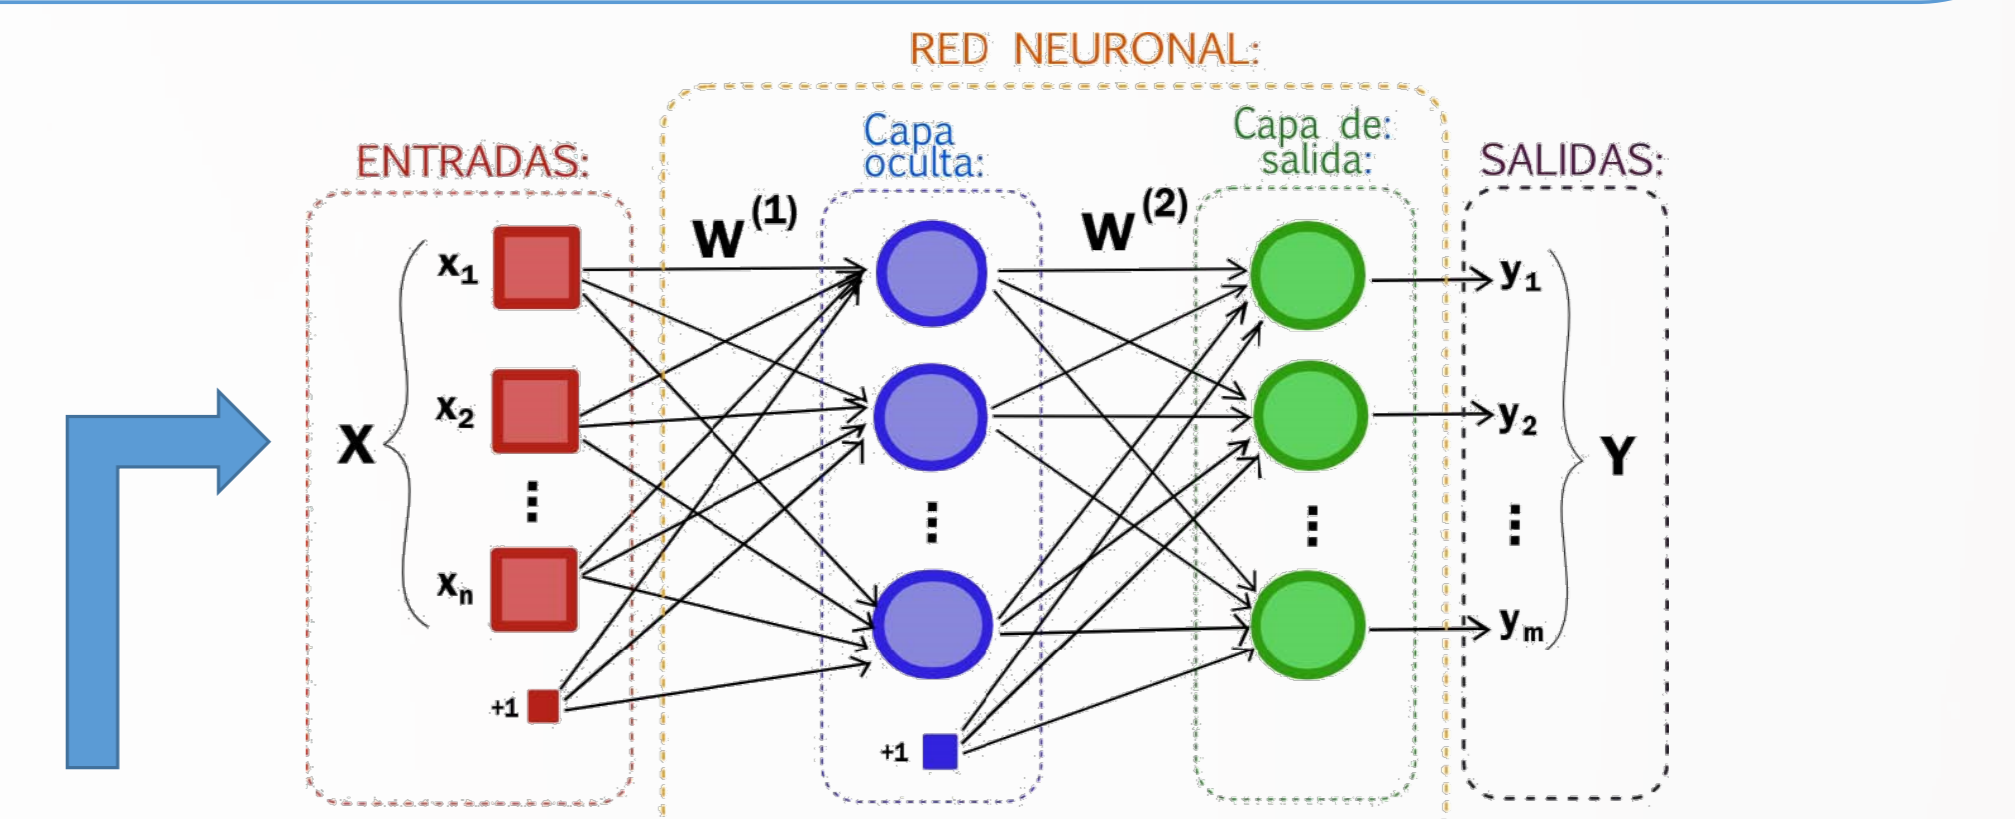 RED NEURONAL:
ENTRADAS:
Capa
oculta:
Capa de:
salida:
SALIDAS:
W(1)
W(2)
x1
x2
xn
X
+1
+1
y1
y2
ym
Y